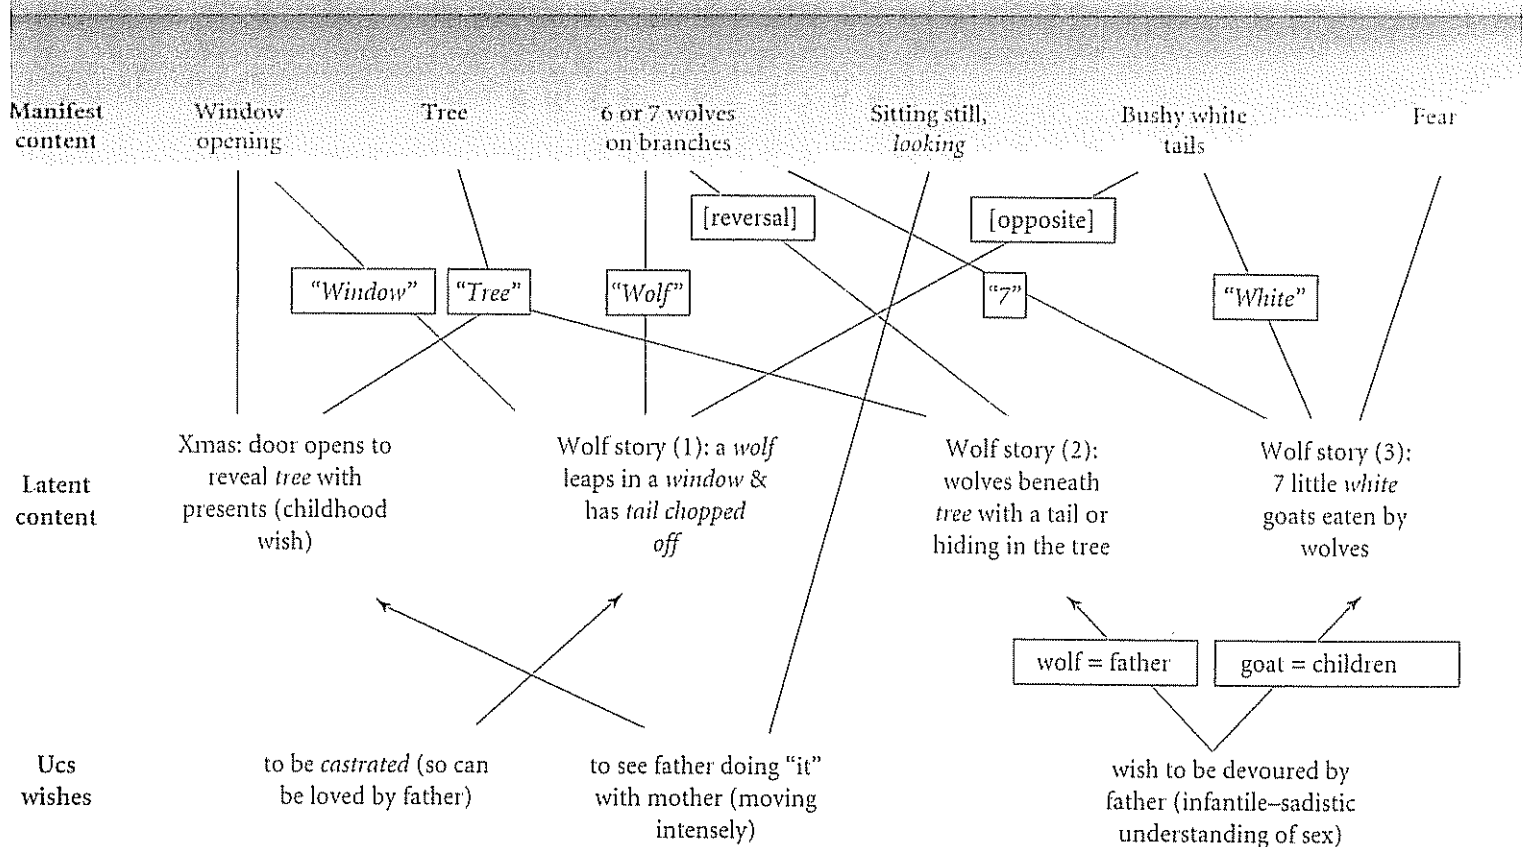 Manifest content
Window opening
Tree
6 or 7 wolves on branches
Sitting still, looking
Bushy white tails
Fear
[reversal]
[opposite]
“Window”
“Tree”
“Wolf”
“7”
“White”
Latent content
Xmas: door opens to
reveal tree with
presents (childhood
wish)
Wolf story (1): a wolf
leaps in a window &
has tail chopped
off
Wolf story (2):
wolves beneath
tree with a tail or
hiding in the tree
Wolf story (3):
7 little white
goats eaten by
wolves
wolf = father
goat = children
Ucs
wishes
to be castrated (so can
be loved by father)
to see father doing “it”
with mother (moving
intensely)
wish to be devoured by
father (infantile–sadistic
understanding of sex)